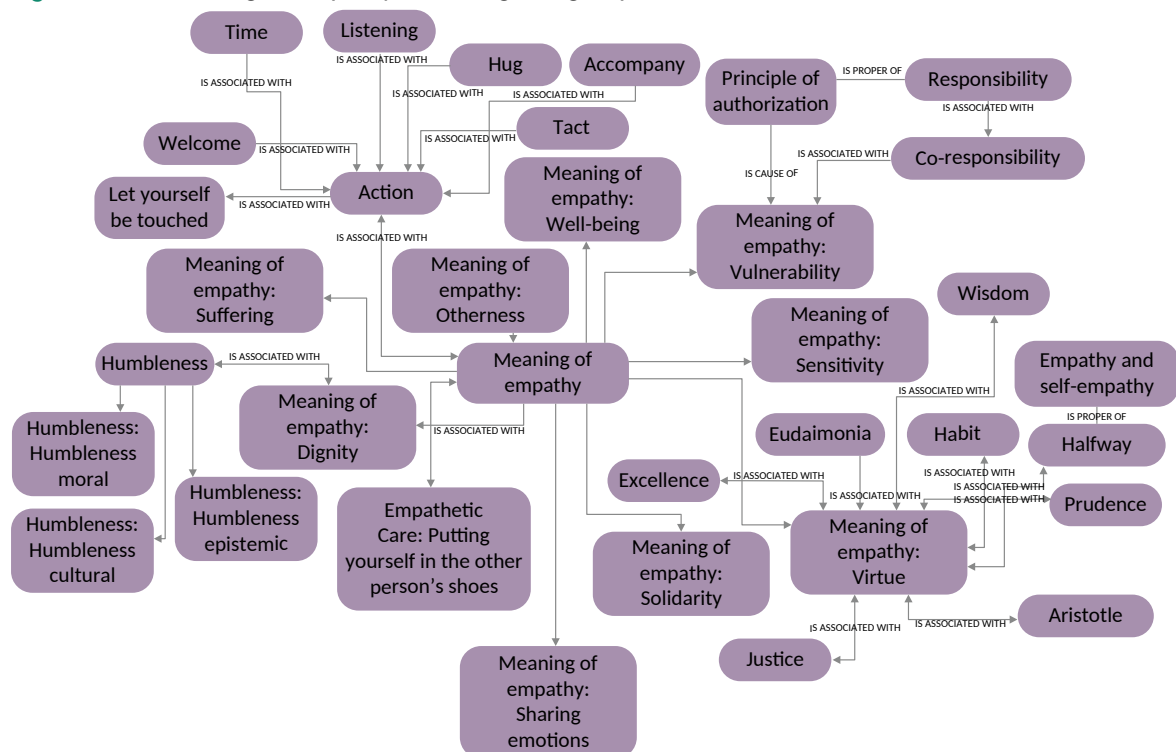 Time
Listening
IS ASSOCIATED WITH
IS ASSOCIATED WITH
Hug
Accompany
IS ASSOCIATED WITH
IS ASSOCIATED WITH
Principle of
authorization
IS PROPER OF
Responsibility
IS ASSOCIATED WITH
Welcome
IS ASSOCIATED WITH
Tact
IS ASSOCIATED WITH
Co-responsibility
IS ASSOCIATED WITH
IS CAUSE OF
Let yourself
be touched
IS ASSOCIATED WITH
Action
IS ASSOCIATED WITH
Meaning of
empathy:
Well-being
Meaning of
empathy:
Vulnerability
Meaning of
empathy:
Suffering
Meaning of
empathy:
Otherness
Wisdom
IS ASSOCIATED WITH
Meaning of
empathy:
Sensitivity
Humbleness
IS ASSOCIATED WITH
Meaning of
empathy
Empathy and
self-empathy
IS PROPER OF
Humbleness:
Humbleness
moral
Meaning of
empathy:
Dignity
IS ASSOCIATED WITH
Eudaimonia
IS ASSOCIATED WITH
Habit
IS ASSOCIATED WITH
Halfway
IS ASSOCIATED WITH
IS ASSOCIATED WITH
Prudence
Excellence
IS ASSOCIATED WITH
Humbleness:
Humbleness
epistemic
Humbleness:
Humbleness
cultural
Empathetic
Care: Putting
yourself in the other
person’s shoes
Meaning of
empathy:
Solidarity
Meaning of
empathy:
Virtue
IS ASSOCIATED WITH
IS ASSOCIATED WITH
Aristotle
Justice
Meaning of
empathy:
Sharing
emotions